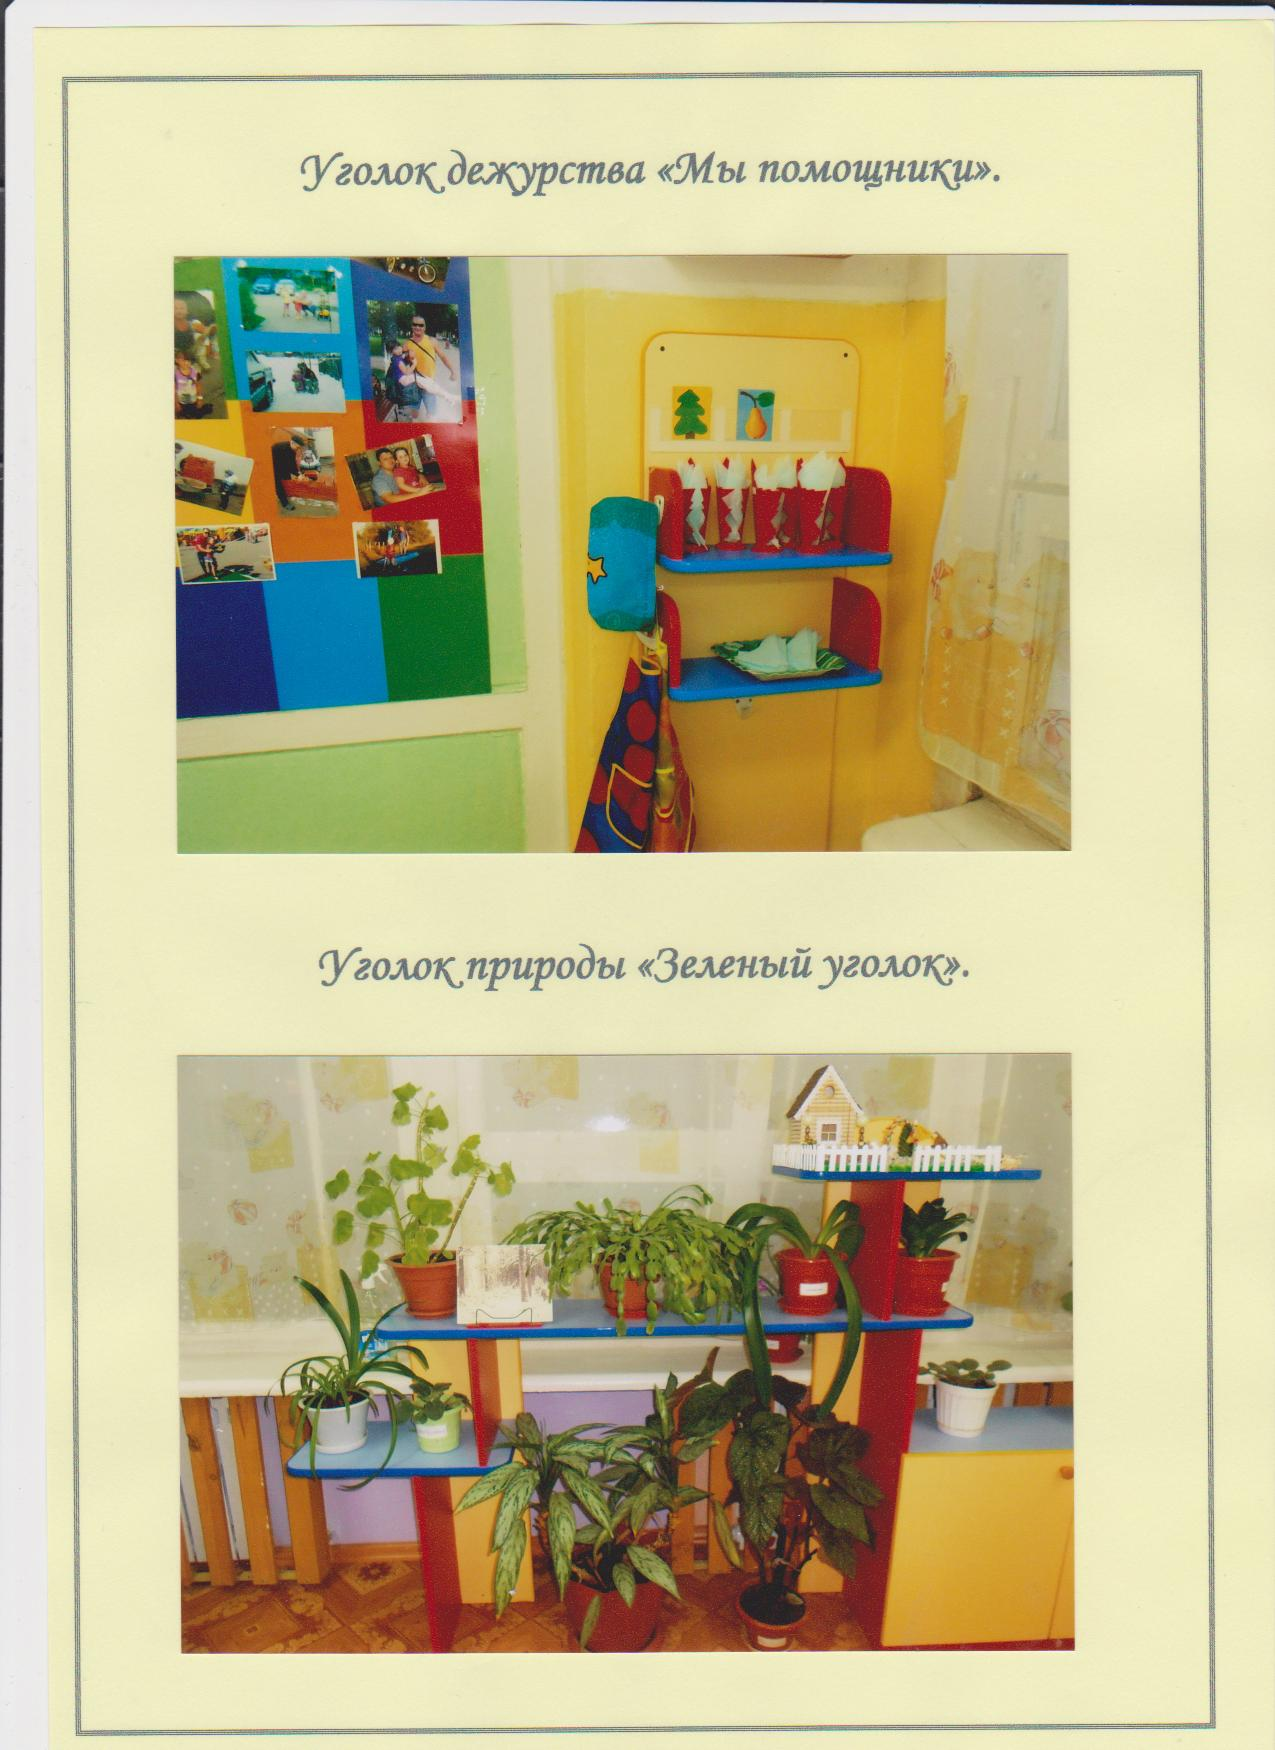 Уголок дежурства «Мы помощники».
Уголок природы «Зеленый уголок».